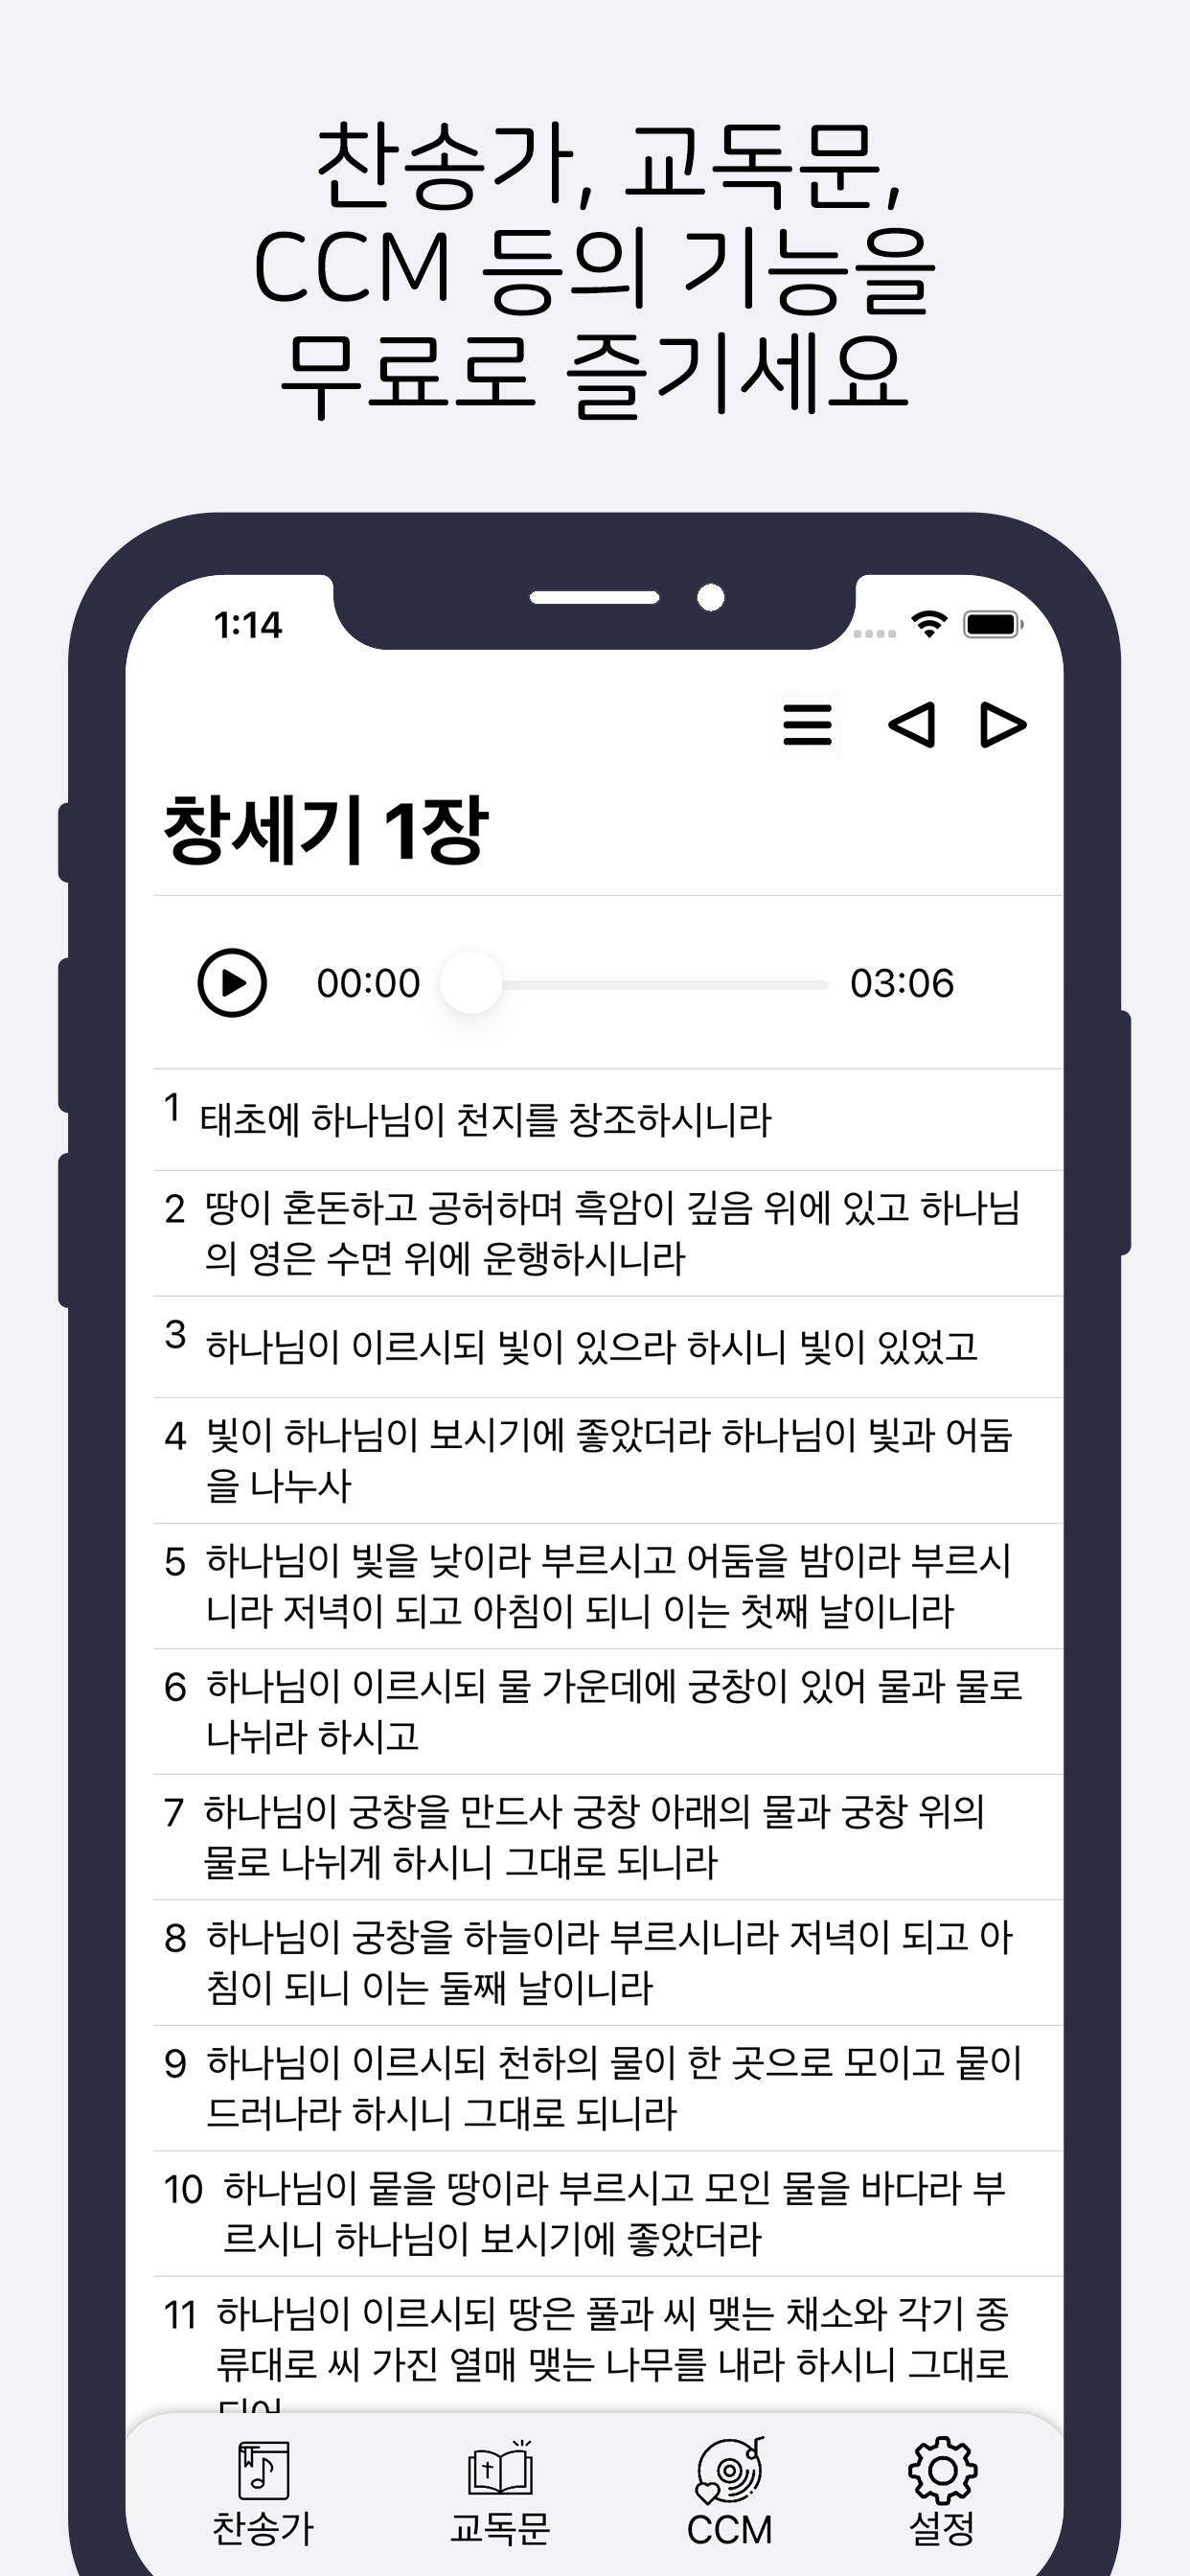 찬송가, 교독문,
CCM 등의 기능을
무료로 즐기세요
1:14
창세기 1장
00:00 03:06
1 태초에 하나님이 천지를 창조하시니라
2 땅이 혼돈하고 공허하며 흑암이 깊음 위에 있고 하나님
의 영은 수면 위에 운행하시니라
3 하나님이 이르시되 빛이 있으라 하시니 빛이 있었고
4 빛이 하나님이 보시기에 좋았더라 하나님이 빛과 어둠
을 나누사
5 하나님이 빛을 낮이라 부르시고 어둠을 밤이라 부르시
니라 저녁이 되고 아침이 되니 이는 첫째 날이니라
6 하나님이 이르시되 물 가운데에 궁창이 있어 물과 물로
나뉘라 하시고
7 하나님이 궁창을 만드사 궁창 아래의 물과 궁창 위의
물로 나뉘게 하시니 그대로 되니라
8 하나님이 궁창을 하늘이라 부르시니라 저녁이 되고 아
침이 되니 이는 둘째 날이니라
9 하나님이 이르시되 천하의 물이 한 곳으로 모이고 뭍이
드러나라 하시니 그대로 되니라
10 하나님이 뭍을 땅이라 부르시고 모인 물을 바다라 부
르시니 하나님이 보시기에 좋았더라
11 하나님이 이르시되 땅은 풀과 씨 맺는 채소와 각기 종
류대로 씨 가진 열매 맺는 나무를 내라 하시니 그대로
찬송가 교독문 CCM 설정